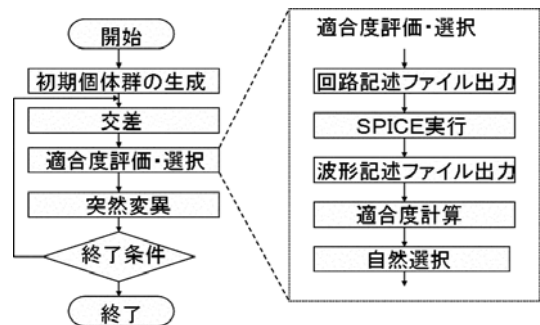 開始
初期個体群の生成
交差
適合度評価・選択
突然変異
終了条件
終了
適合度評価・選択
回路記述ファイル出力
SPICE実行
波形記述ファイル出力
適合度計算
自然選択